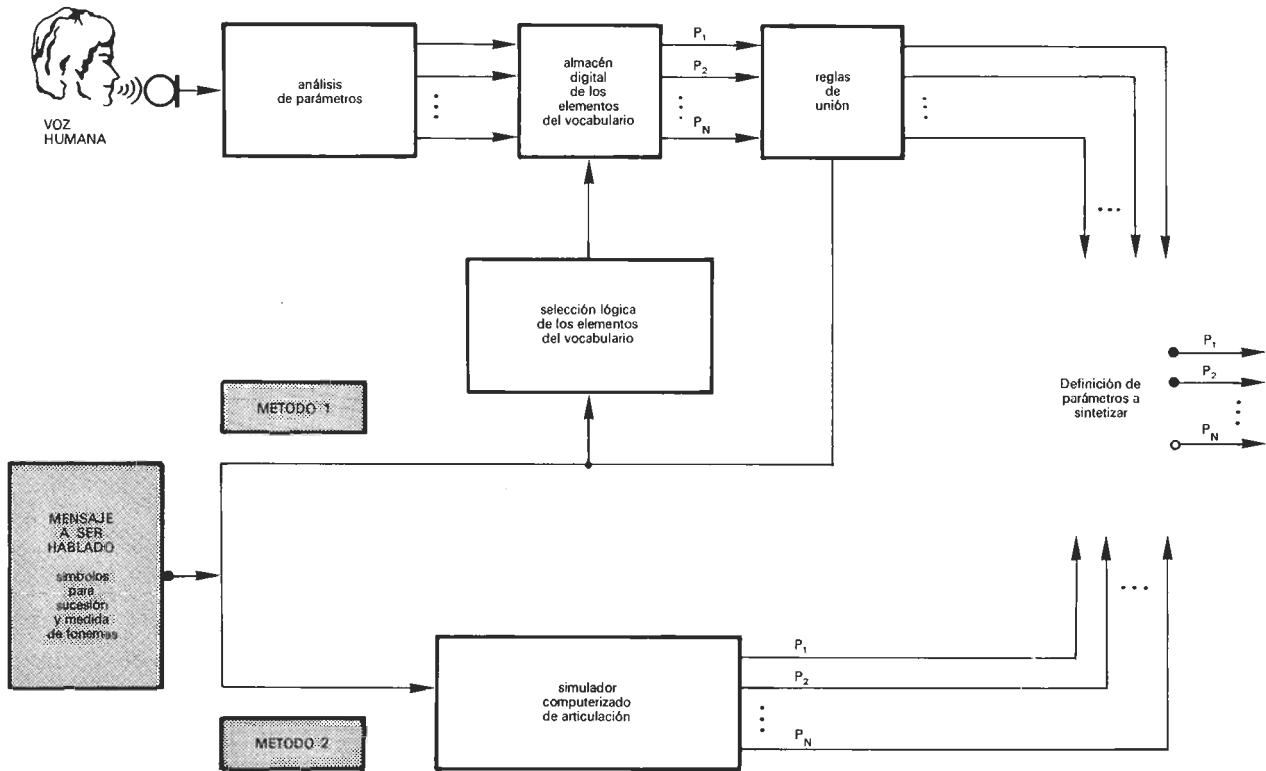 VOZ
HUMANA
análisis
de parámetros
almacén
digital
de los
elementos
del vocabulario
P1
P2
PN
reglas
de
unión
selección lógica
de los elementos
del vocabulario
METODO 1
Definición de
parámetros a
sintetizar
P1
P2
PN
MENSAJE
A SER
HABLADO
símbolos
para
sucesión
y medida
de fonemas
METODO 2
simulador
computerizado
de articulación
P1
P2
PN